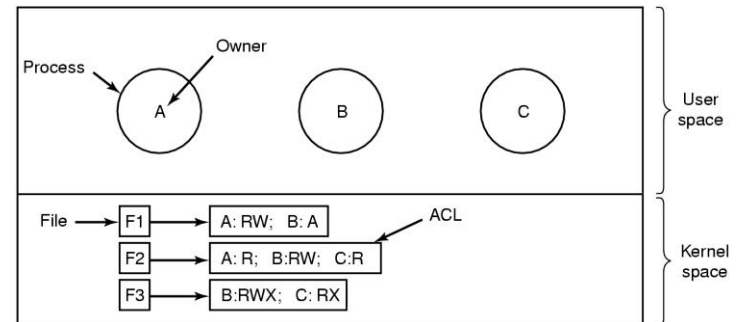 Owner
Process
A
B
C
User
space
File
F1
A: RW; B: A
ACL
F2
A: R; B:RW; C:R
F3
B:RWX; C: RX
Kernel
space